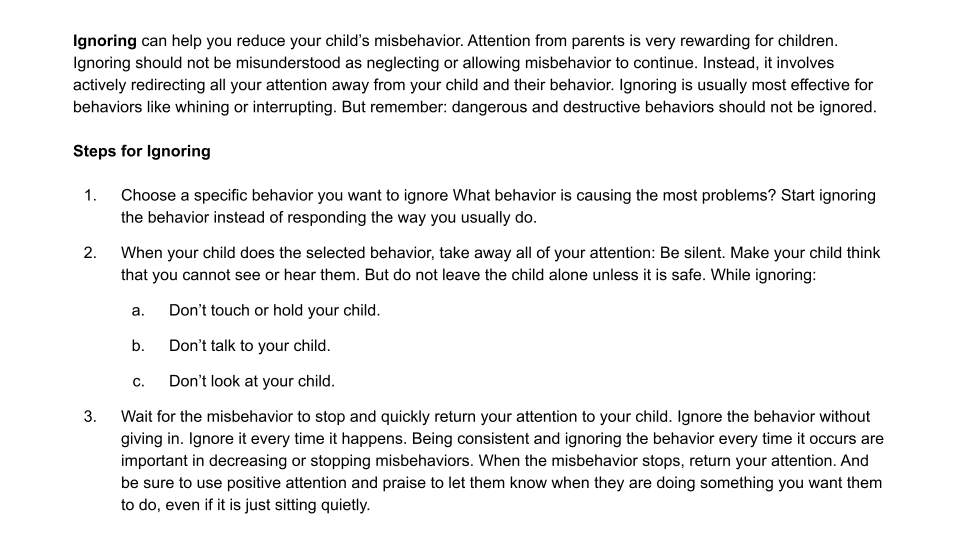 Ignoring can help you reduce your child’s misbehavior. Attention from parents is very rewarding for children.
Ignoring should not be misunderstood as neglecting or allowing misbehavior to continue. Instead, it involves
actively redirecting all your attention away from your child and their behavior. Ignoring is usually most effective for
behaviors like whining or interrupting. But remember: dangerous and destructive behaviors should not be ignored.
Steps for Ignoring
1. Choose a specific behavior you want to ignore What behavior is causing the most problems? Start ignoring
the behavior instead of responding the way you usually do.
2. When your child does the selected behavior, take away all of your attention: Be silent. Make your child think
that you cannot see or hear them. But do not leave the child alone unless it is safe. While ignoring:
a. Don’t touch or hold your child.
b. Don’t talk to your child.
c. Don’t look at your child.
3. Wait for the misbehavior to stop and quickly return your attention to your child. Ignore the behavior without
giving in. Ignore it every time it happens. Being consistent and ignoring the behavior every time it occurs are
important in decreasing or stopping misbehaviors. When the misbehavior stops, return your attention. And
be sure to use positive attention and praise to let them know when they are doing something you want them
to do, even if it is just sitting quietly.